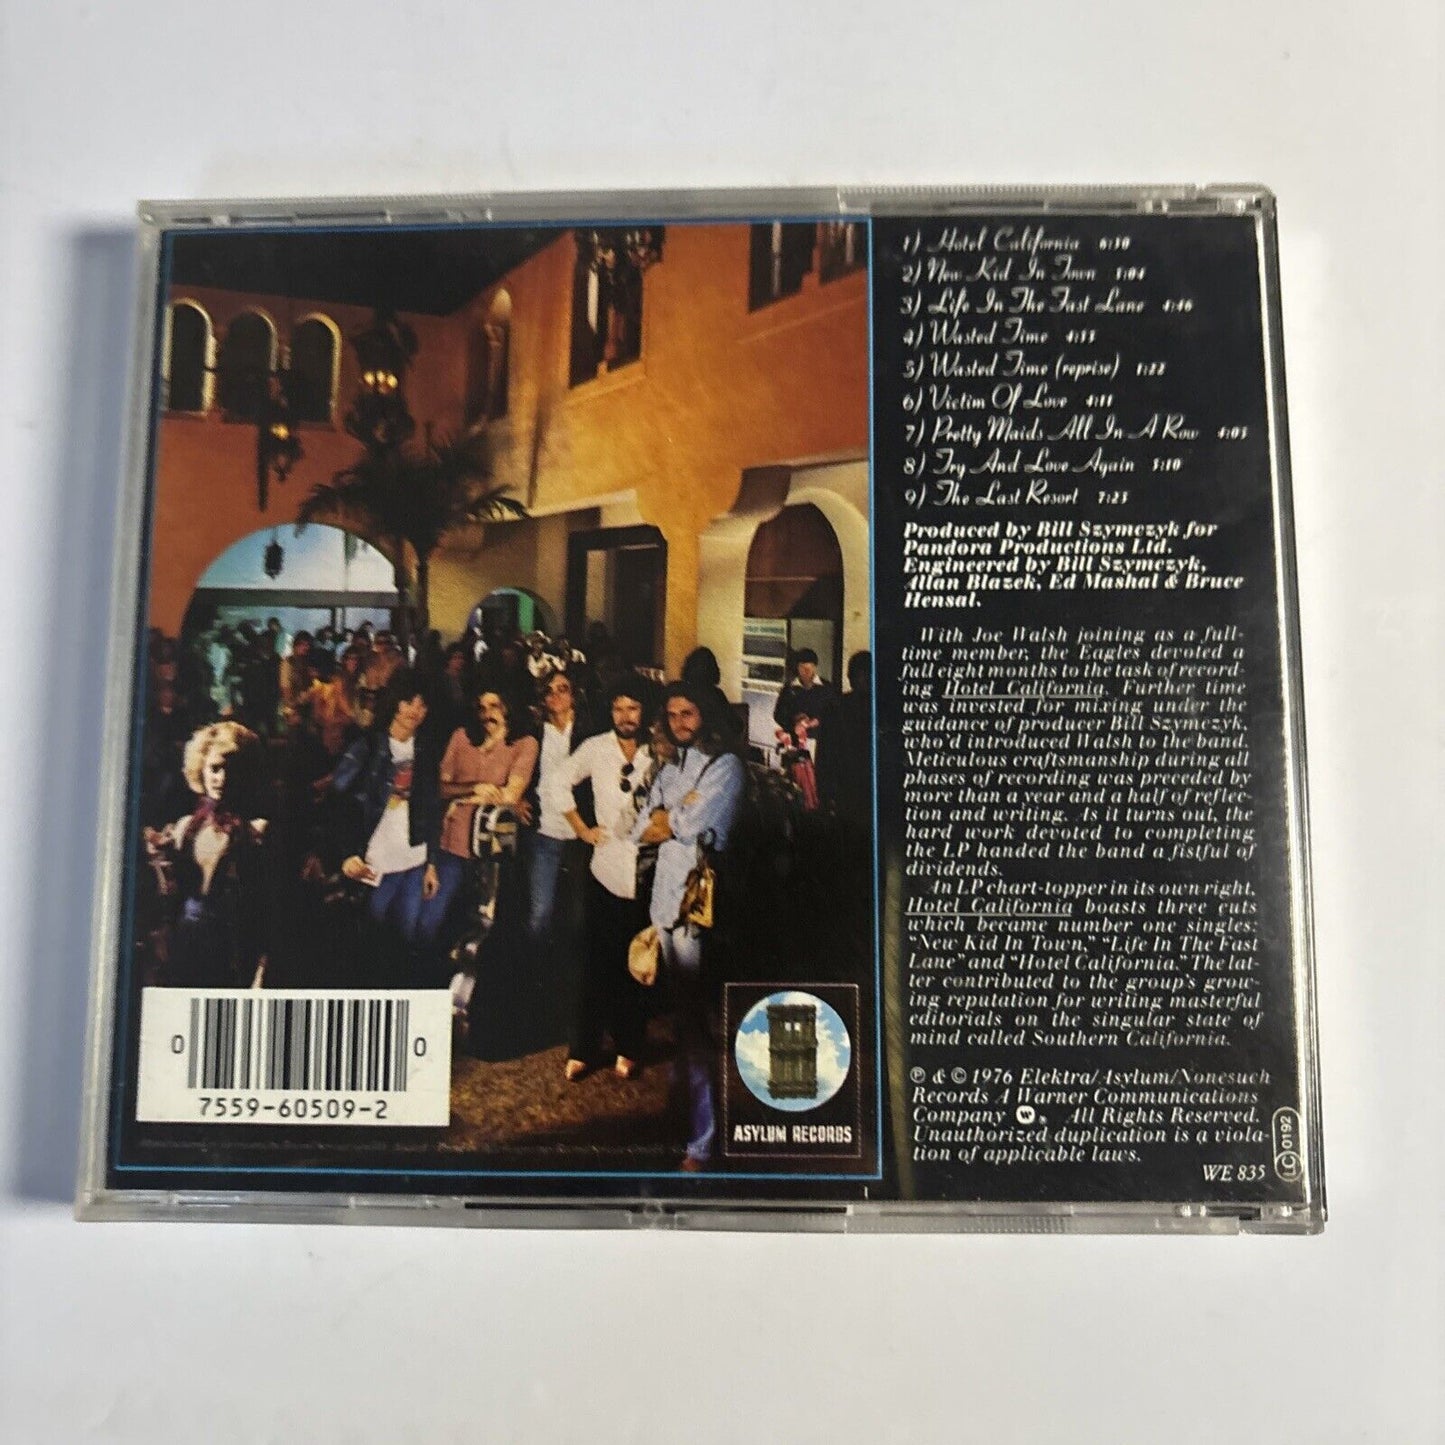 1) Hotel California 6:30
2) New Kid In Town 5:04
3) Life In The Fast Lane 4:46
4) Wasted Time 4:55
5) Wasted Time (reprise) 1:22
6) Victim Of Love 4:11
7) Pretty Maids All In A Row 4:05
8) Try And Love Again 5:10
9) The Last Resort 7:25
Produced by Bill Szymczyk for
Pandora Productions Ltd.
Engineered by Bill Szymczyk,
Allan Blazek, Ed Mashal & Bruce
Hensal.
With Joe Walsh joining as a full-
time member, the Eagles devoted a
full eight months to the task of record-
ing Hotel California. Further time
was invested for mixing under the
guidance of producer Bill Szymczyk,
who'd introduced Walsh to the band.
Meticulous craftsmanship during all
phases of recording was preceded by
more than a year and a half of reflec-
tion and writing. As it turns out, the
hard work devoted to completing
the LP handed the band a fistful of
dividends.
An LP chart-topper in its own right,
Hotel California boasts three cuts
which became number one singles:
"New Kid In Town," "Life In The Fast
Lane" and "Hotel California." The lat-
ter contributed to the group's grow-
ing reputation for writing masterful
editorials on the singular state of
mind called Southern California.
℗ & © 1976 Elektra/Asylum/Nonesuch
Records A Warner Communications
Company W. All Rights Reserved.
Unauthorized duplication is a viola-
tion of applicable laws.
WE 835
LC 0192
0 0
7559-60509-2
ASYLUM RECORDS